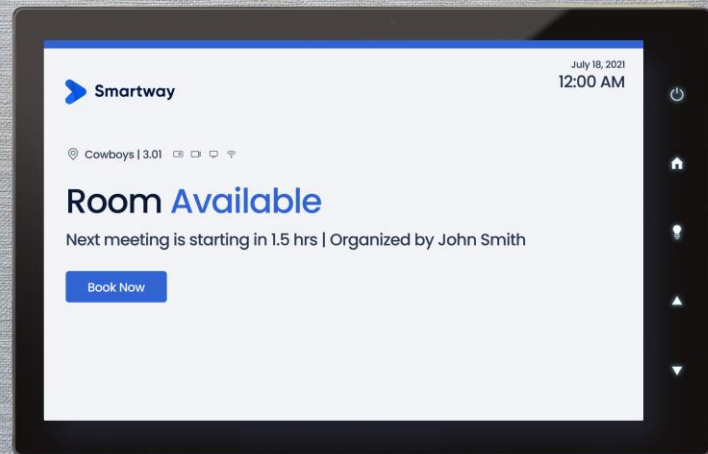 July 18, 2021
12:00 AM
Smartway
Cowboys | 3.01
Room Available
Next meeting is starting in 1.5 hrs | Organized by John Smith
Book Now